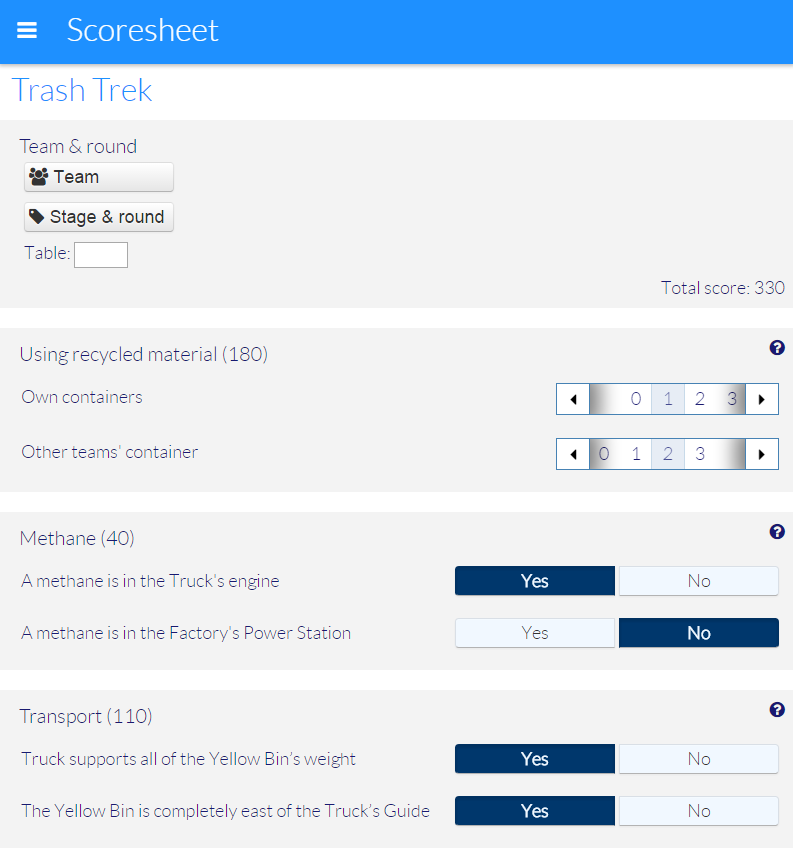 Scoresheet
Trash Trek
Team & round
Team
Stage & round
Table:
Total score: 330
Using recycled material (180)
Own containers 0 1 2 3
Other teams' container 0 1 2 3
Methane (40)
A methane is in the Truck's engine Yes No
A methane is in the Factory's Power Station Yes No
Transport (110)
Truck supports all of the Yellow Bin’s weight Yes No
The Yellow Bin is completely east of the Truck’s Guide Yes No